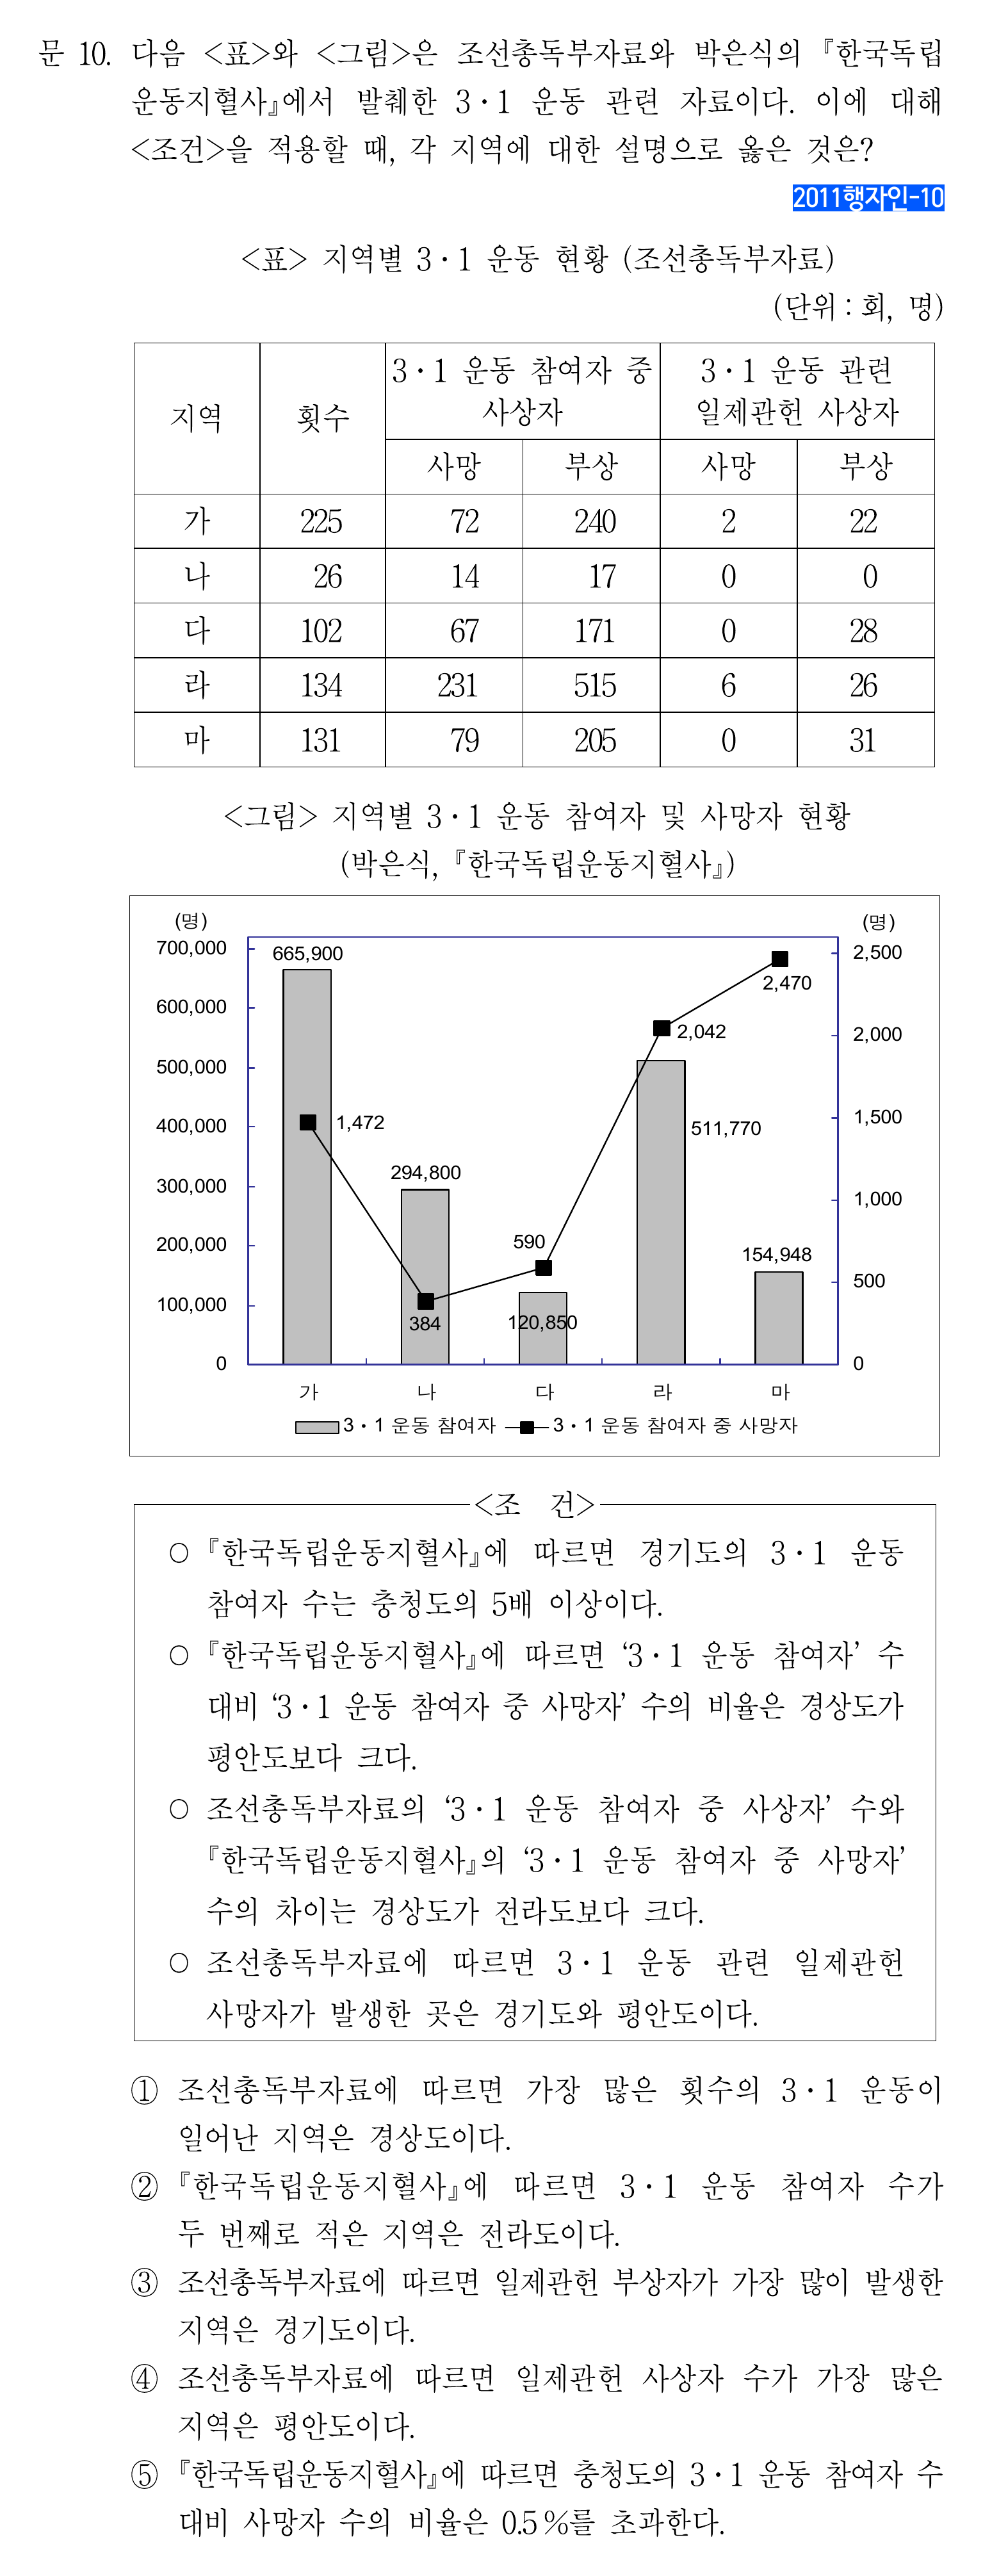 문 10. 다음 <표>와 <그림>은 조선총독부자료와 박은식의 『한국독립
운동지혈사』에서 발췌한 3·1 운동 관련 자료이다. 이에 대해
<조건>을 적용할 때, 각 지역에 대한 설명으로 옳은 것은?
2011행자인-10
<표> 지역별 3·1 운동 현황 (조선총독부자료)
(단위 : 회, 명)
지역 횟수 3·1 운동 참여자 중 사상자 3·1 운동 관련 일제관헌 사상자
사망 부상 사망 부상
가 225 72 240 2 22
나 26 14 17 0 0
다 102 67 171 0 28
라 134 231 515 6 26
마 131 79 205 0 31
<그림> 지역별 3·1 운동 참여자 및 사망자 현황
(박은식, 『한국독립운동지혈사』)
(명) (명)
700,000 665,900 2,500
2,470
600,000
500,000 2,042 2,000
400,000 1,472 511,770 1,500
300,000 294,800 1,000
200,000 590 154,948
500
100,000 384 120,850
0 0
가 나 다 라 마
3·1 운동 참여자 3·1 운동 참여자 중 사망자
<조 건>
○ 『한국독립운동지혈사』에 따르면 경기도의 3·1 운동
참여자 수는 충청도의 5배 이상이다.
○ 『한국독립운동지혈사』에 따르면 ‘3·1 운동 참여자’ 수
대비 ‘3·1 운동 참여자 중 사망자’ 수의 비율은 경상도가
평안도보다 크다.
○ 조선총독부자료의 ‘3·1 운동 참여자 중 사상자’ 수와
『한국독립운동지혈사』의 ‘3·1 운동 참여자 중 사망자’
수의 차이는 경상도가 전라도보다 크다.
○ 조선총독부자료에 따르면 3·1 운동 관련 일제관헌
사망자가 발생한 곳은 경기도와 평안도이다.
① 조선총독부자료에 따르면 가장 많은 횟수의 3·1 운동이
일어난 지역은 경상도이다.
② 『한국독립운동지혈사』에 따르면 3·1 운동 참여자 수가
두 번째로 적은 지역은 전라도이다.
③ 조선총독부자료에 따르면 일제관헌 부상자가 가장 많이 발생한
지역은 경기도이다.
④ 조선총독부자료에 따르면 일제관헌 사상자 수가 가장 많은
지역은 평안도이다.
⑤ 『한국독립운동지혈사』에 따르면 충청도의 3·1 운동 참여자 수
대비 사망자 수의 비율은 0.5%를 초과한다.